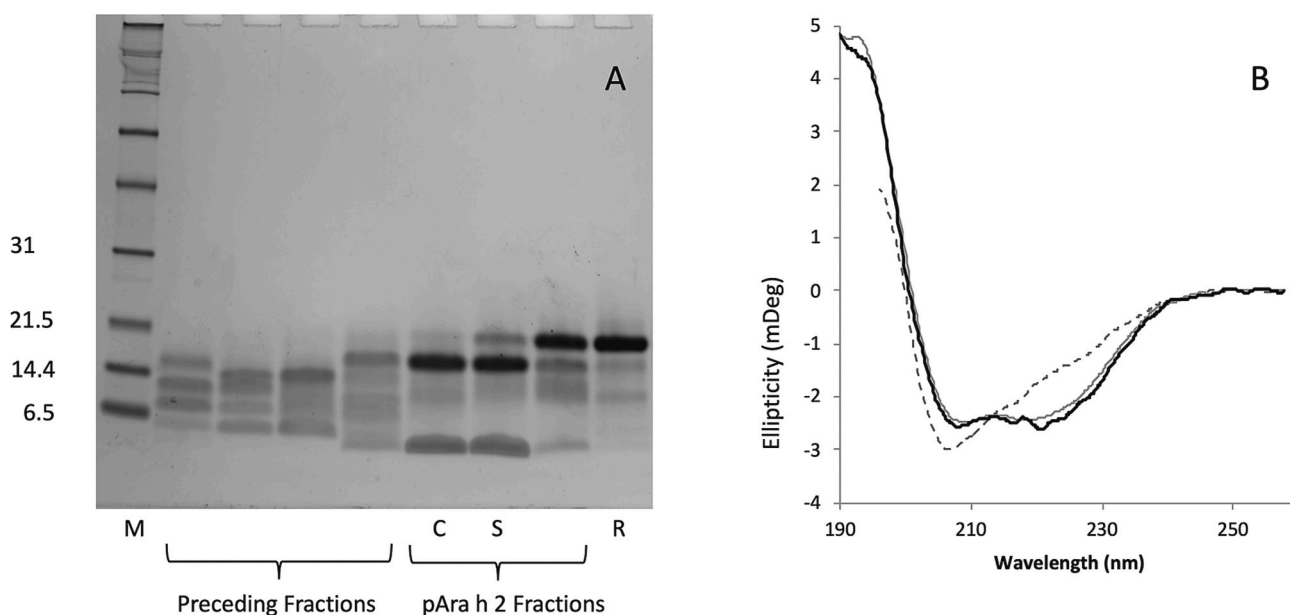 A
31
21.5
14.4
6.5
M C S R
Preceding Fractions pAra h 2 Fractions
B
5
4
3
2
1
0
-1
-2
-3
-4
Ellipticity (mDeg)
190 210 230 250
Wavelength (nm)